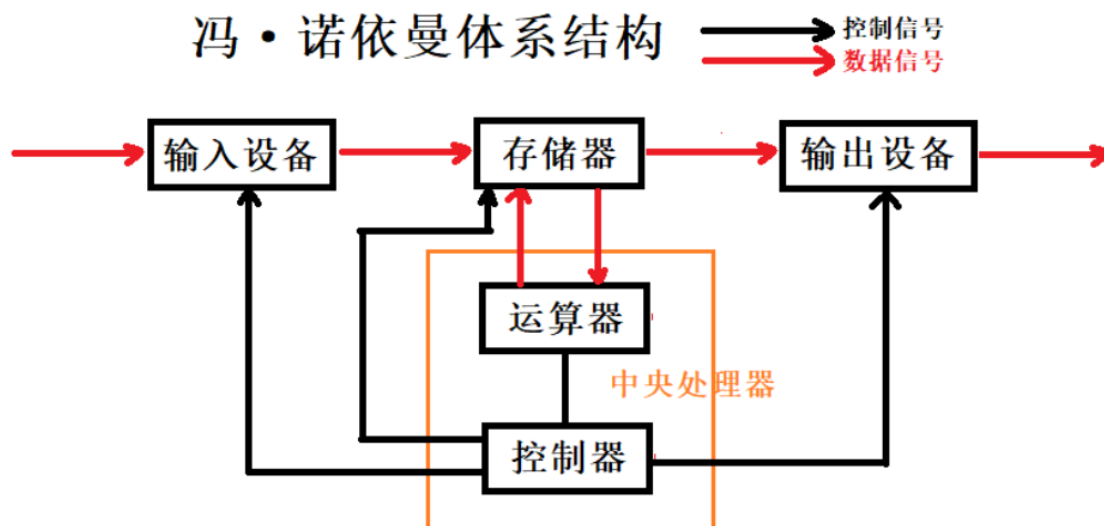 冯·诺依曼体系结构
控制信号
数据信号
输入设备
存储器
输出设备
运算器
中央处理器
控制器